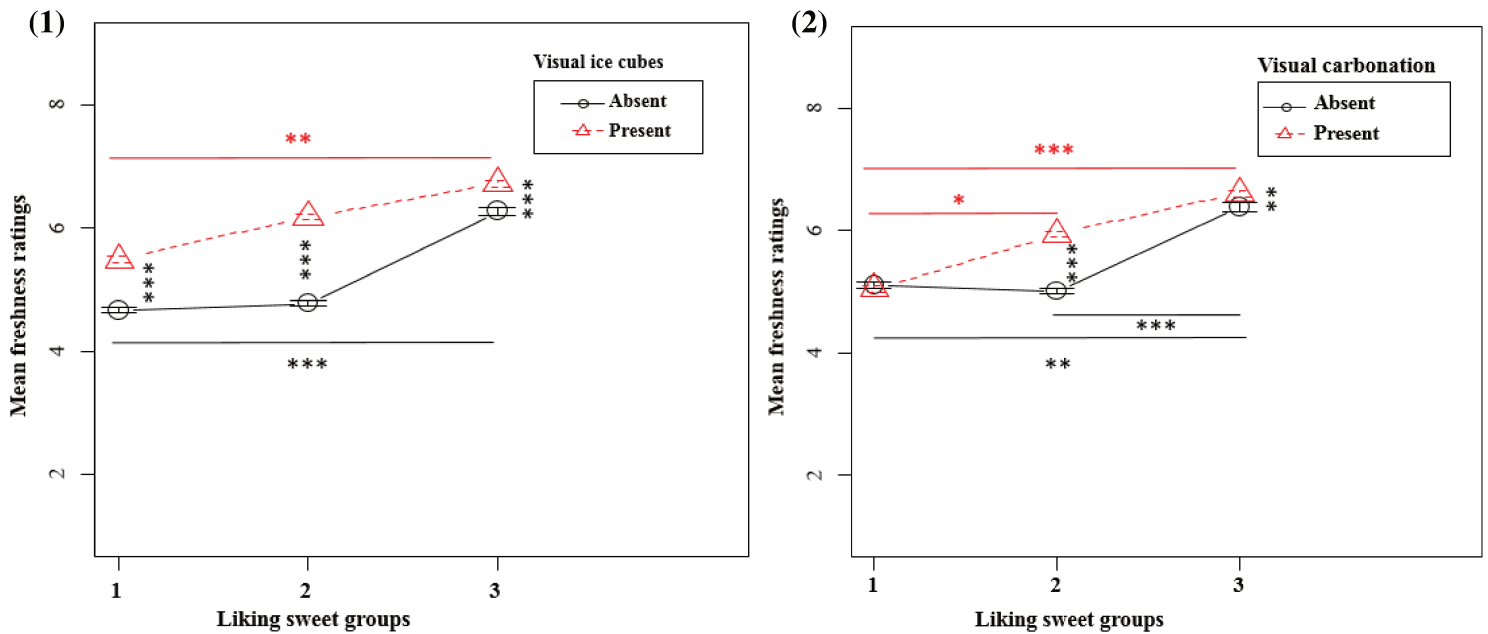 (1)
Visual ice cubes
Absent
Present
**
***
***
***
***
8
6
4
2
Mean freshness ratings
1 2 3
Liking sweet groups
(2)
Visual carbonation
Absent
Present
***
*
**
***
***
**
8
6
4
2
Mean freshness ratings
1 2 3
Liking sweet groups